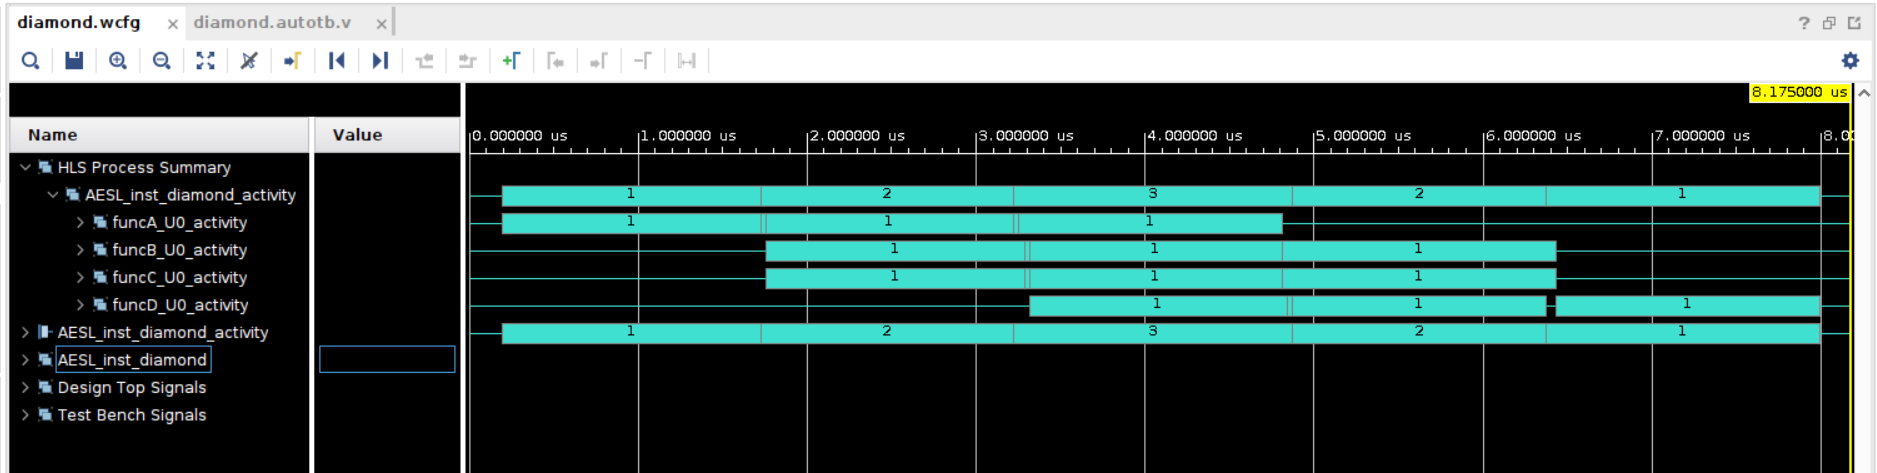 diamond.wcfg × diamond.autotb.v ×
?
8.175000 us
Name Value 0.000000 us 1.000000 us 2.000000 us 3.000000 us 4.000000 us 5.000000 us 6.000000 us 7.000000 us 8.00
HLS Process Summary
AESL_inst_diamond_activity 1 2 3 2 1
funcA_U0_activity 1 1 1
funcB_U0_activity 1 1 1
funcC_U0_activity 1 1 1
funcD_U0_activity 1 1 1
AESL_inst_diamond_activity 1 2 3 2 1
AESL_inst_diamond
Design Top Signals
Test Bench Signals